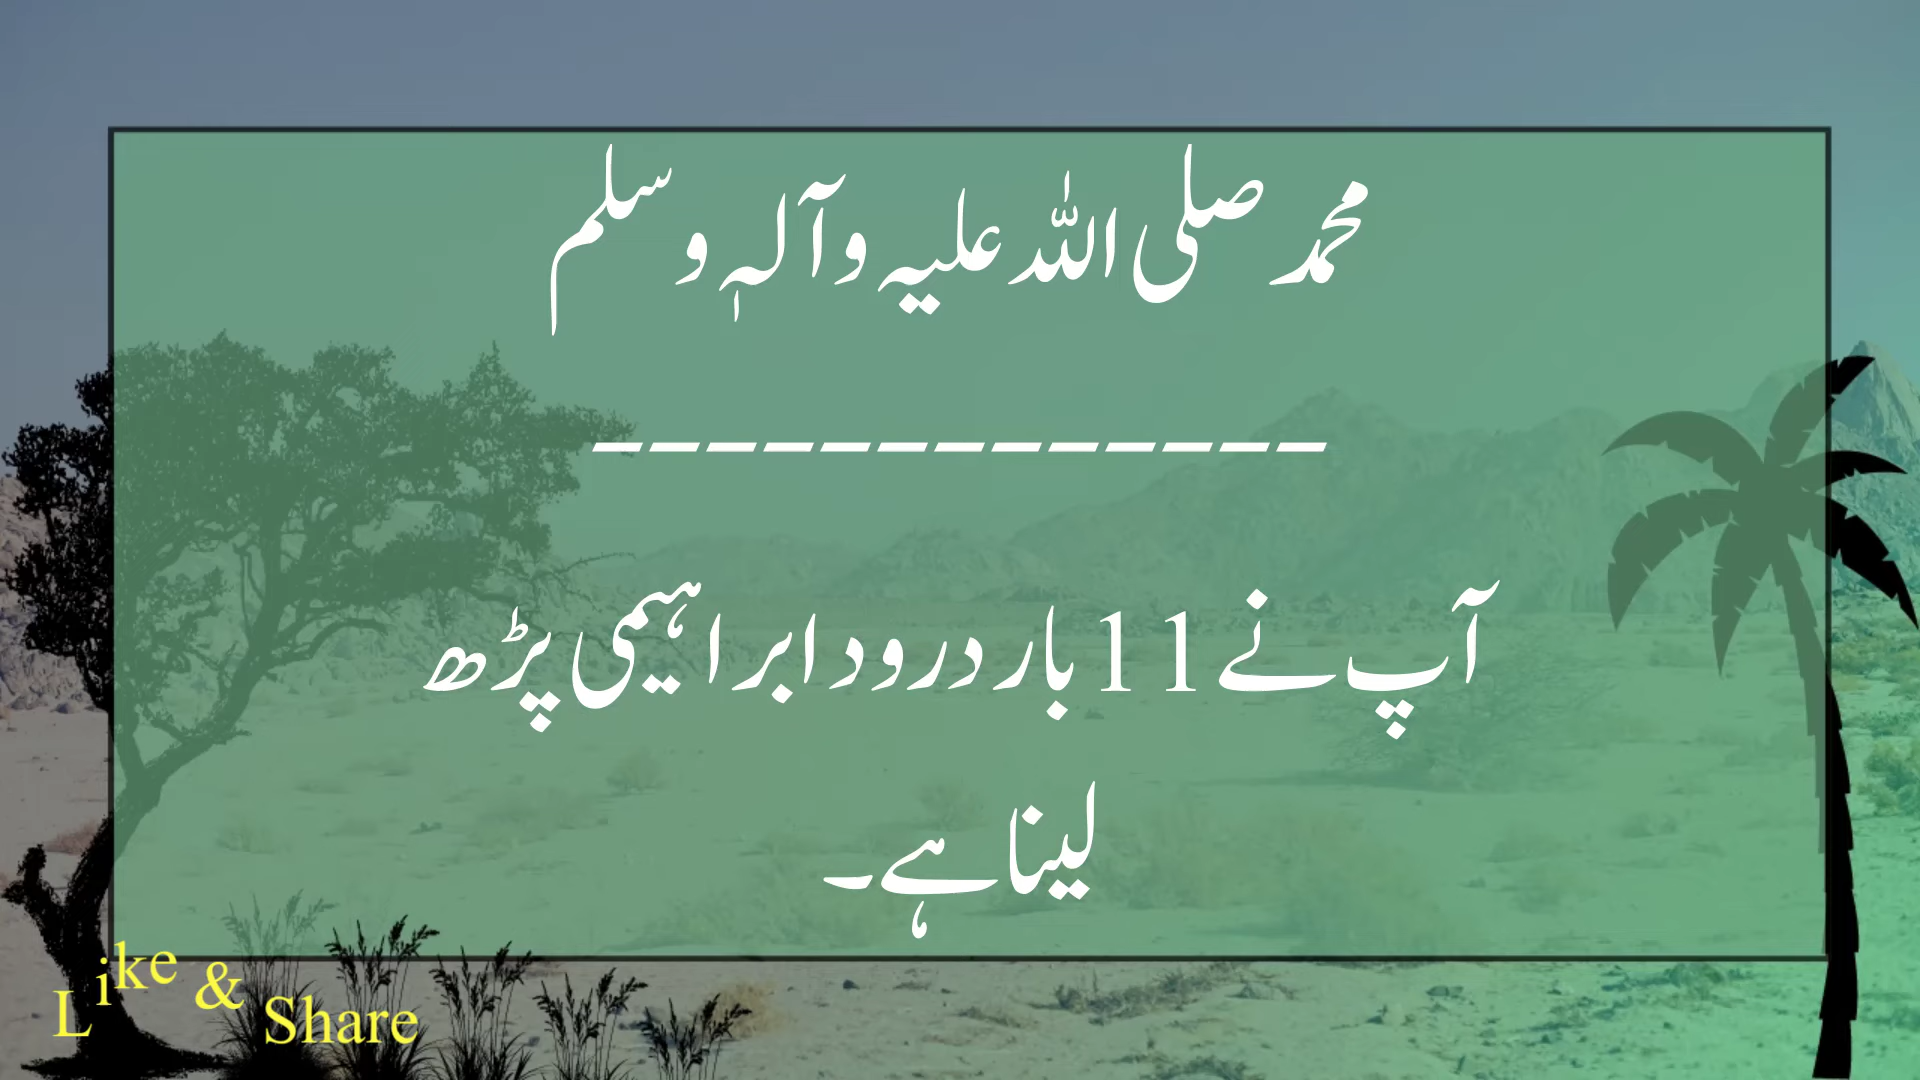 محمد صلی اللہ علیہ وآلہٖ وسلم
_ _ _ _ _ _ _ _ _ _ _ _ _
آپ نے 11 بار درود ابراہیمی پڑھ
لینا ہے۔
Like & Share